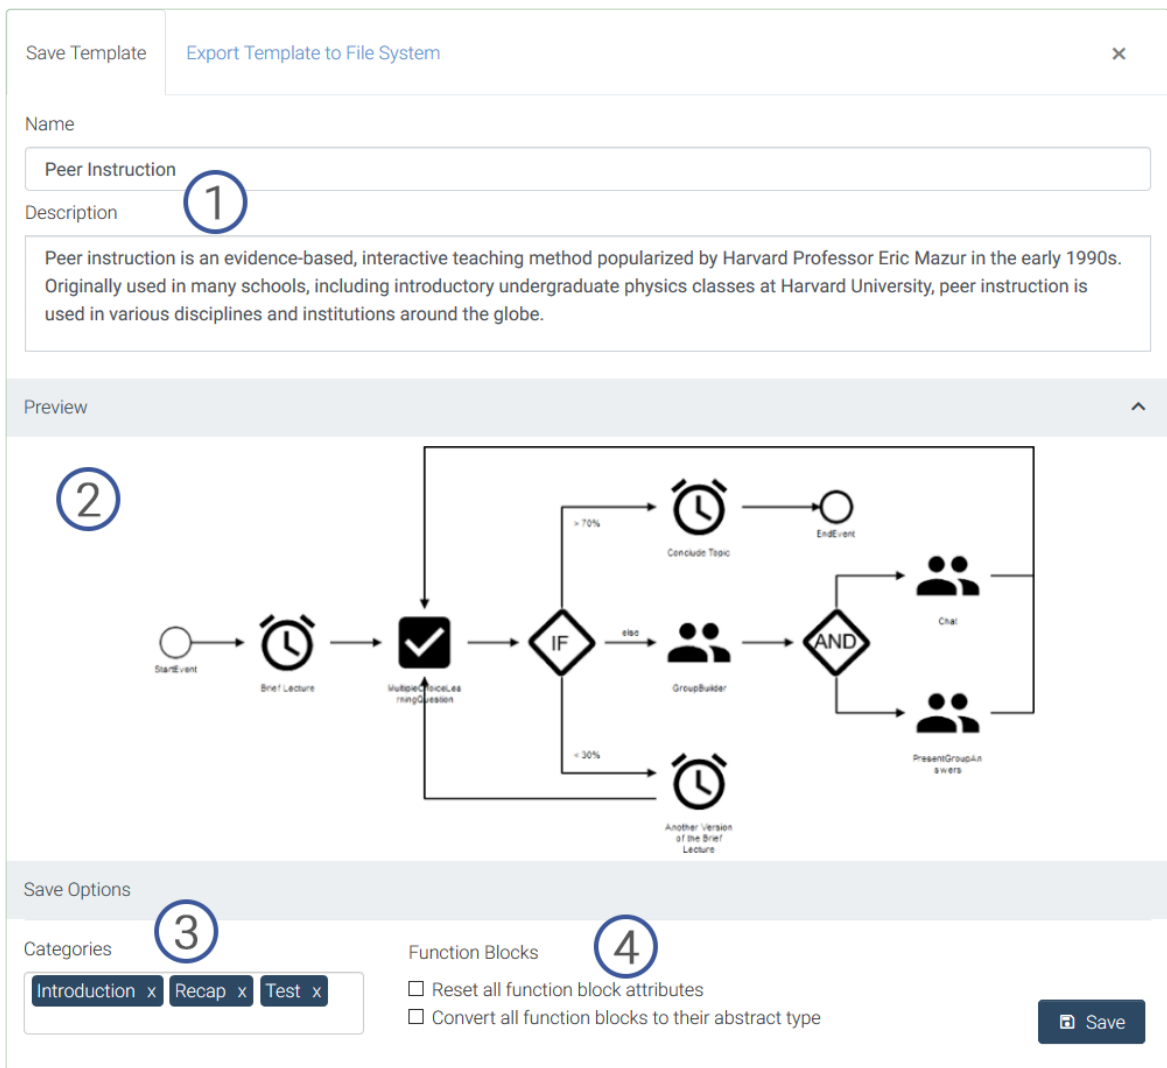 Save Template
Export Template to File System
×
Name
Peer Instruction
1
Description
Peer instruction is an evidence-based, interactive teaching method popularized by Harvard Professor Eric Mazur in the early 1990s.
Originally used in many schools, including introductory undergraduate physics classes at Harvard University, peer instruction is
used in various disciplines and institutions around the globe.
Preview
2
> 70%
Conclude Topic
EndEvent
Chat
StartEvent
Brief Lecture
MultipleChoiceLea
rningQuestion
IF
else
GroupBuilder
AND
< 30%
PresentGroupAn
swers
Another Version
of the Brief
Lecture
Save Options
3
Categories
Introduction x Recap x Test x
4
Function Blocks
Reset all function block attributes
Convert all function blocks to their abstract type
Save